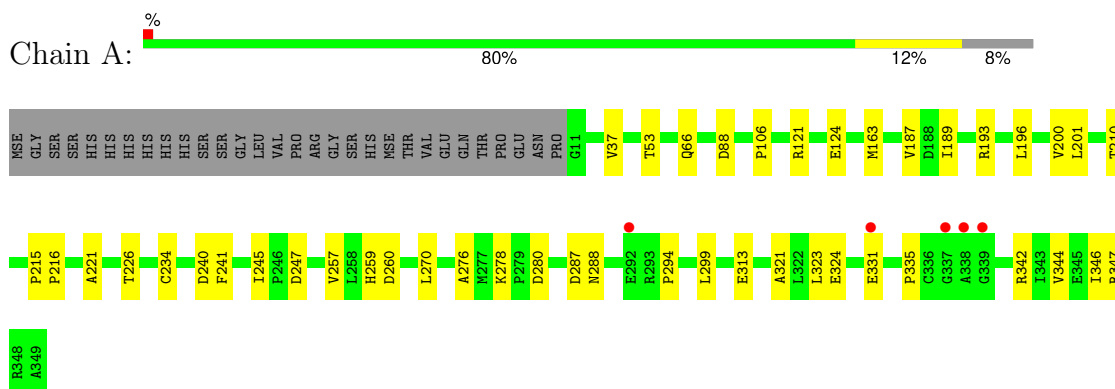 %
Chain A:
80% 12% 8%
MSE GLY SER SER HIS HIS HIS HIS HIS HIS SER SER GLY LEU VAL PRO ARG GLY SER HIS MSE THR VAL GLU GLN THR PRO GLU ASN PRO G11 V37 T53 Q66 D88 P106 R121 E124 M163 V187 D188 I189 R193 L196 V200 L201 T210
P215 P216 A221 T226 C234 D240 F241 I245 P246 D247 V257 L258 H259 D260 L270 A276 M277 K278 P279 D280 D287 N288 E292 R293 P294 L299 E313 A321 L322 L323 E324 E331 P335 C336 G337 A338 G339 R342 I343 V344 E345 I346 R347
R348 A349